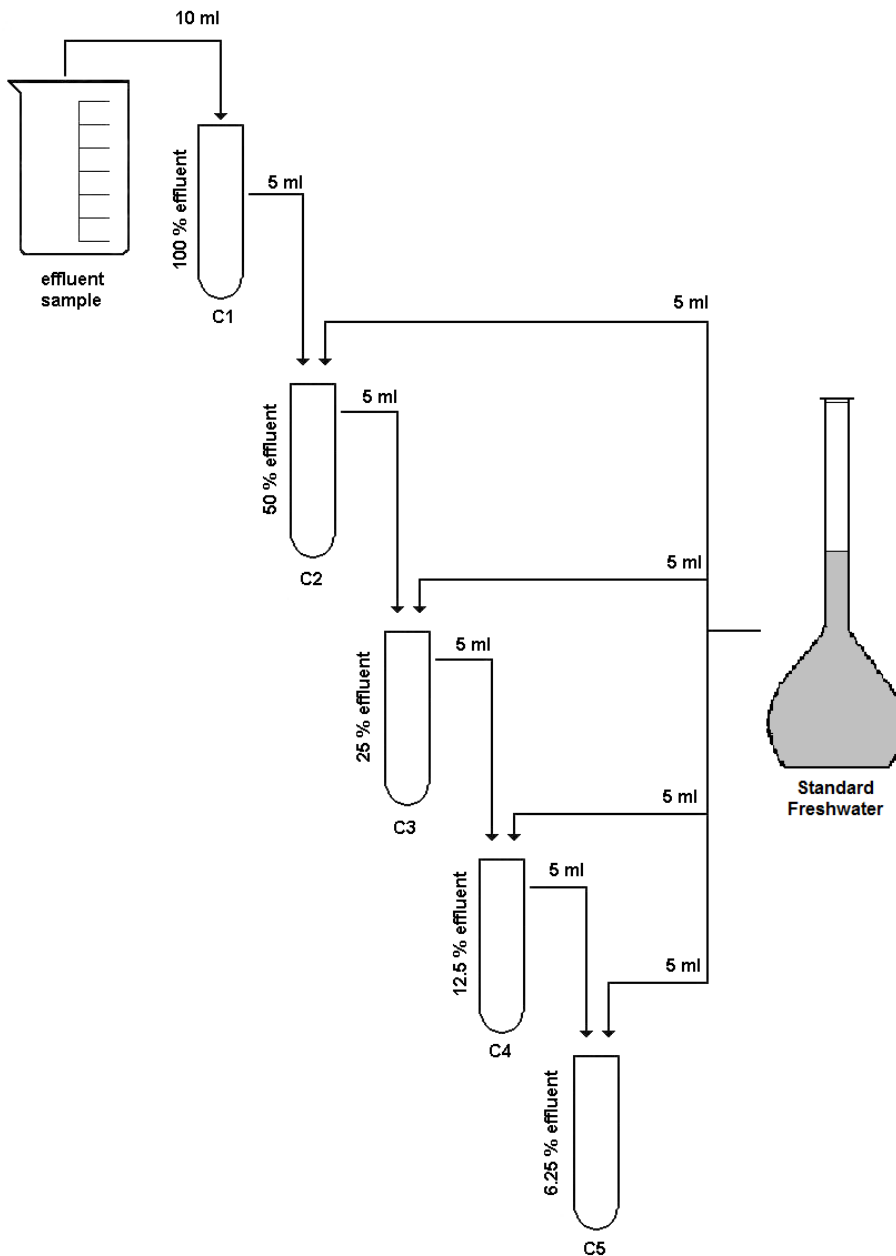 10 ml
100 % effluent
5 ml
effluent
sample
C1
5 ml
50 % effluent
5 ml
C2
5 ml
25 % effluent
5 ml
C3
Standard
Freshwater
5 ml
12.5 % effluent
5 ml
C4
5 ml
6.25 % effluent
C5